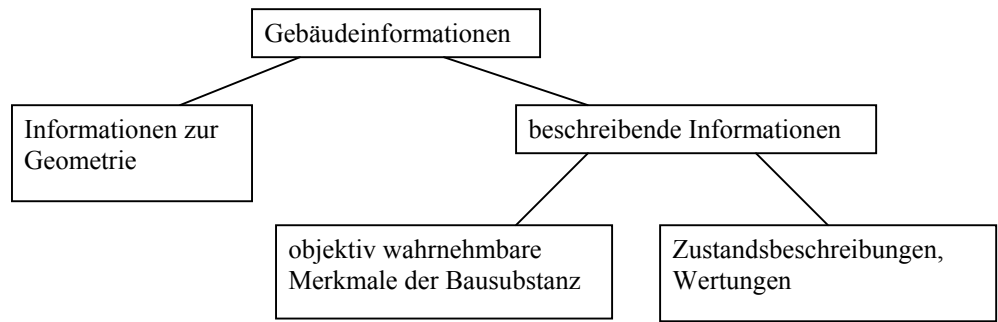 Gebäudeinformationen
Informationen zur
Geometrie
beschreibende Informationen
objektiv wahrnehmbare
Merkmale der Bausubstanz
Zustandsbeschreibungen,
Wertungen